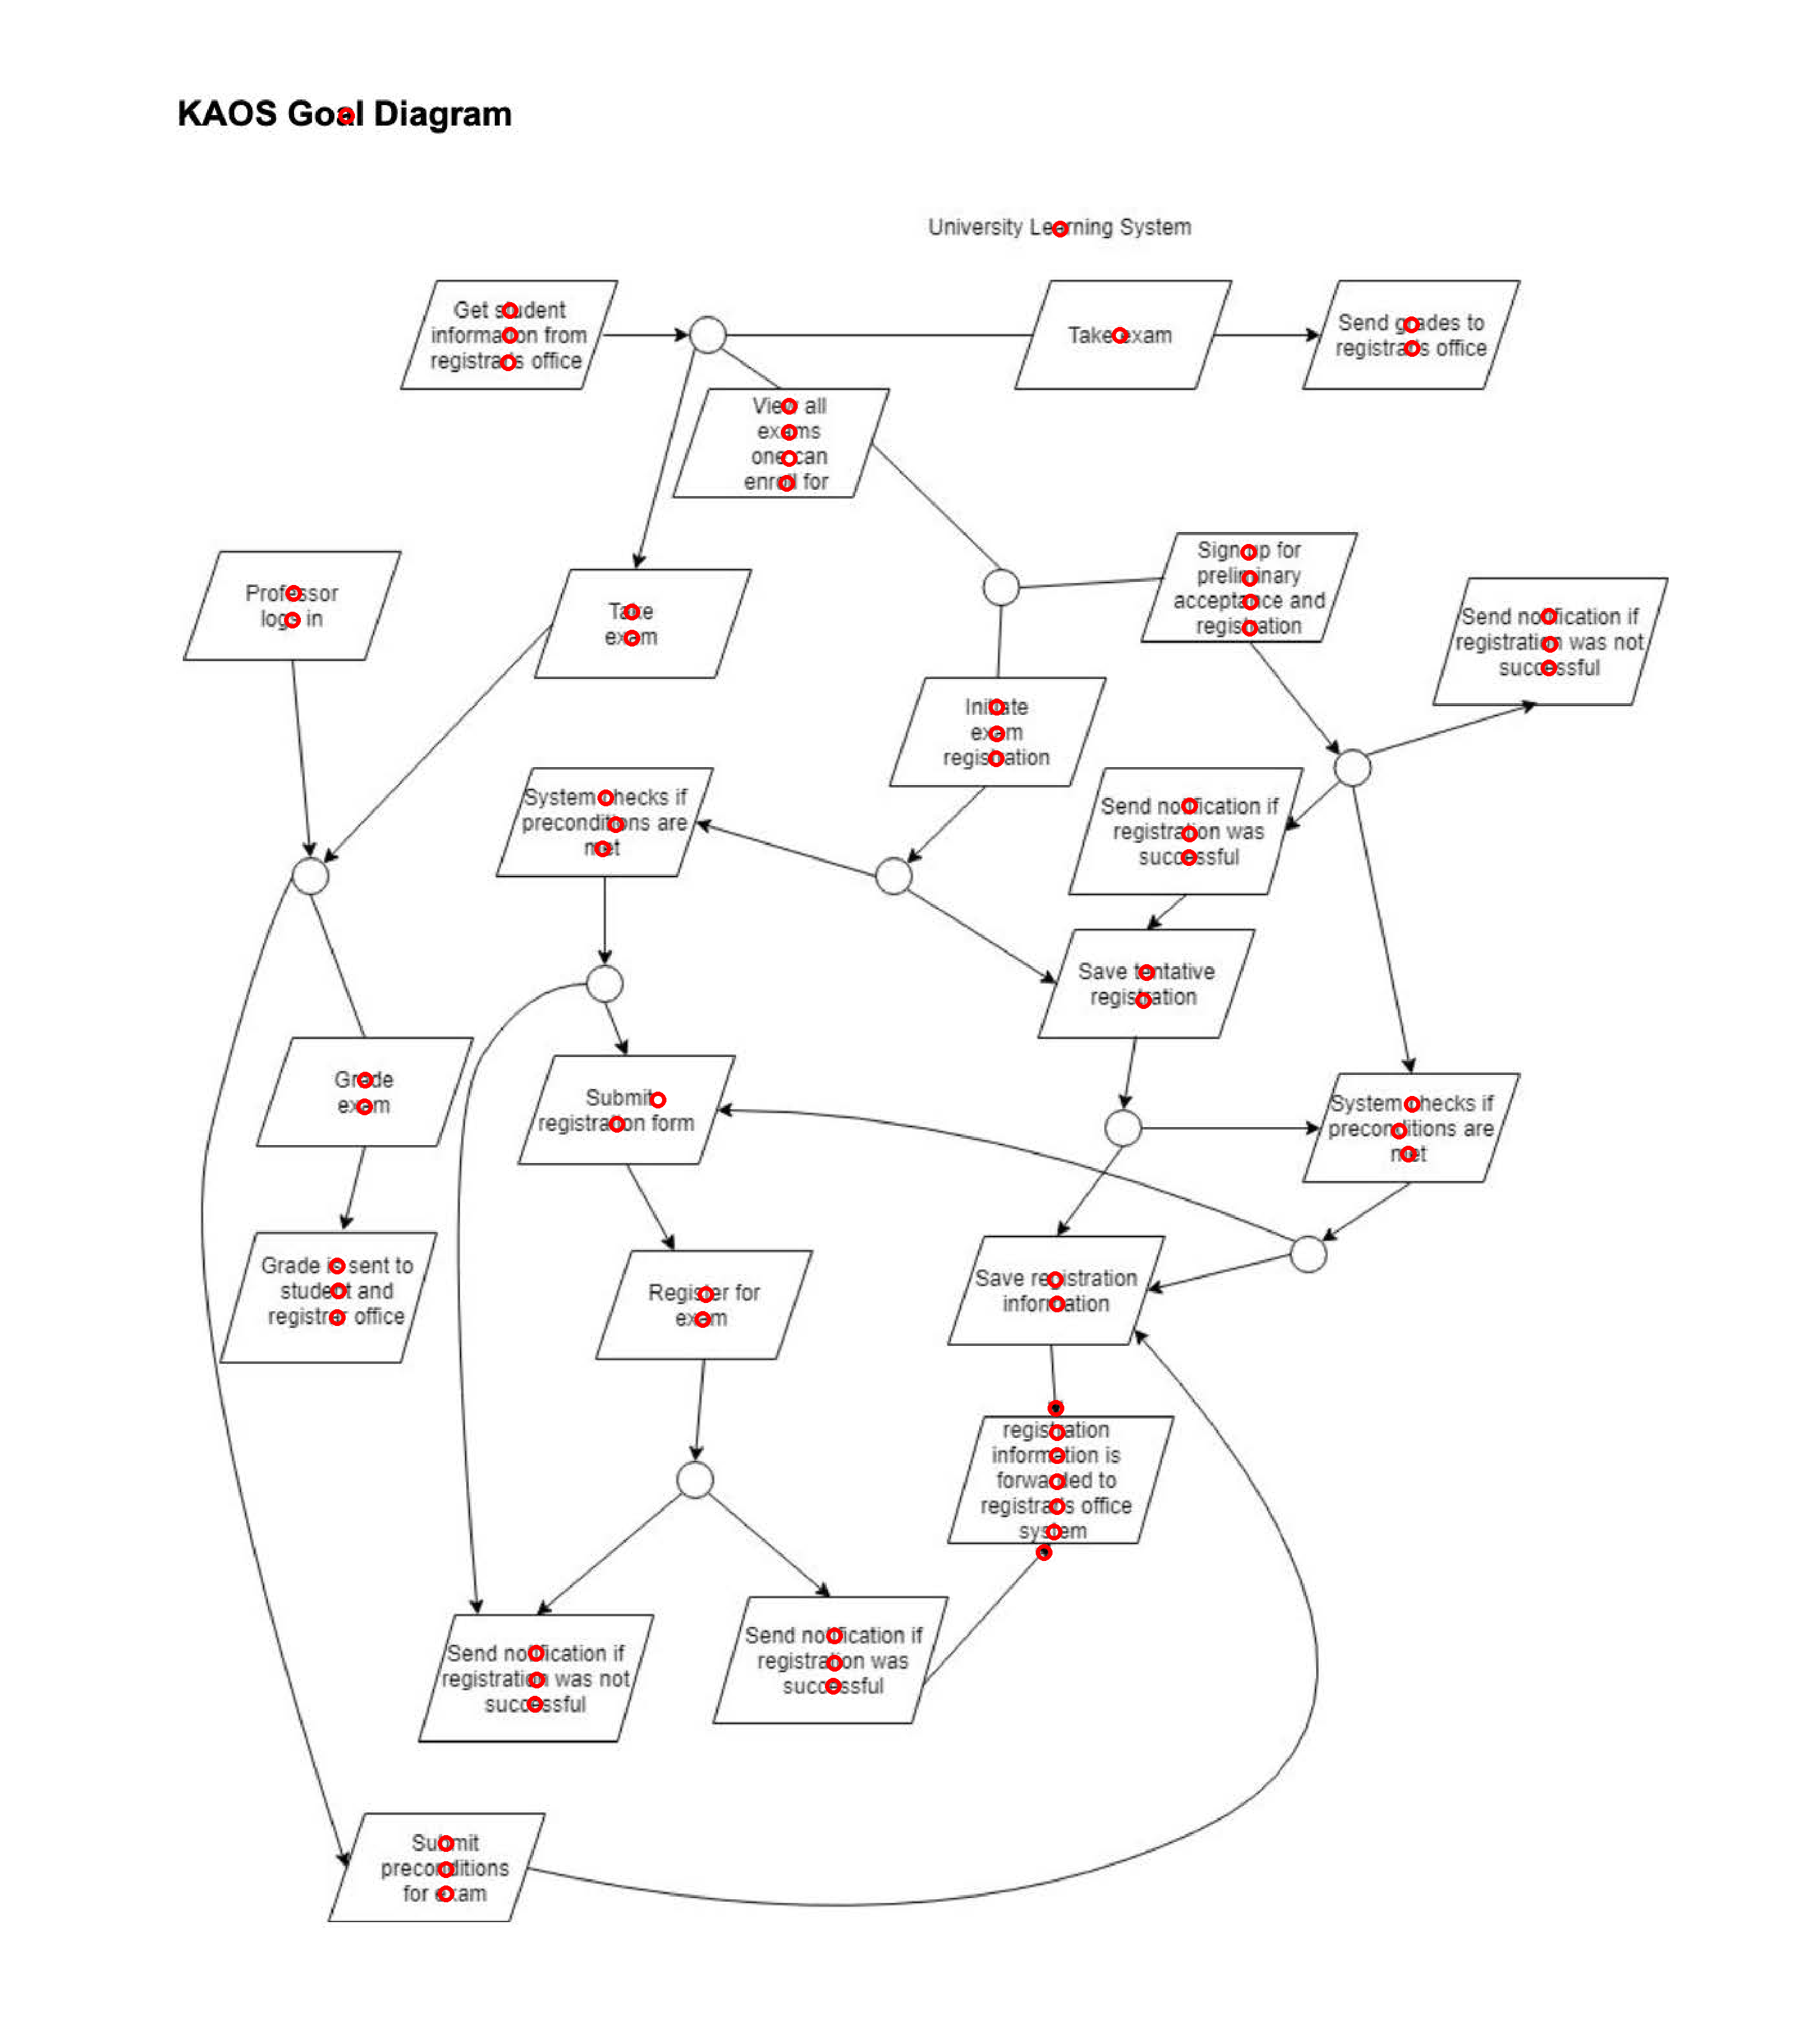 KAOS Goal Diagram
University Learning System
Get student
information from
registrar's office
Take exam
Send grades to
registrar's office
View all
exams
one can
enroll for
Sign up for
preliminary
acceptance and
registration
Professor
logs in
Take
exam
Send notification if
registration was not
successful
Initiate
exam
registration
System checks if
preconditions are
met
Send notification if
registration was
successful
Save tentative
registration
Grade
exam
Submit
registration form
System checks if
preconditions are
met
Grade is sent to
student and
registrar office
Register for
exam
Save registration
information
registration
information is
forwarded to
registrar's office
system
Send notification if
registration was not
successful
Send notification if
registration was
successful
Submit
preconditions
for exam